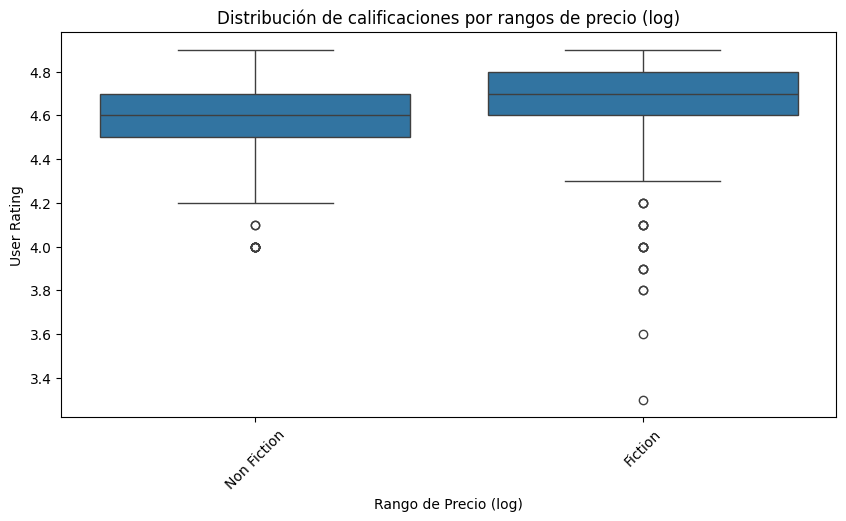 Distribución de calificaciones por rangos de precio (log)
User Rating
4.8
4.6
4.4
4.2
4.0
3.8
3.6
3.4
Non Fiction
Fiction
Rango de Precio (log)